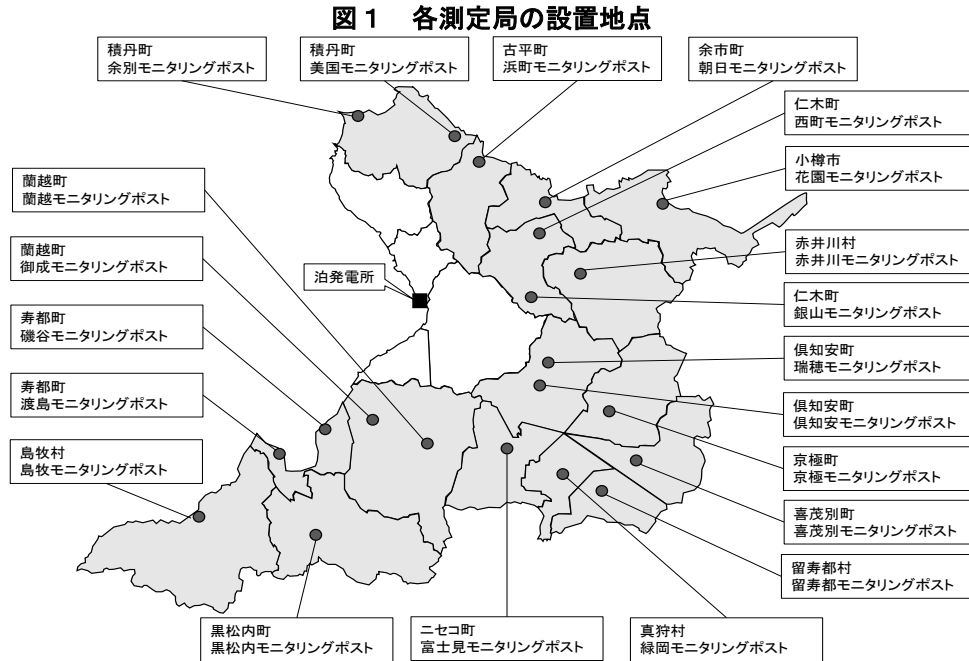 図１　各測定局の設置地点
積丹町
余別モニタリングポスト
積丹町
美国モニタリングポスト
古平町
浜町モニタリングポスト
余市町
朝日モニタリングポスト
仁木町
西町モニタリングポスト
小樽市
花園モニタリングポスト
蘭越町
蘭越モニタリングポスト
赤井川村
赤井川モニタリングポスト
蘭越町
御成モニタリングポスト
泊発電所
仁木町
銀山モニタリングポスト
寿都町
磯谷モニタリングポスト
倶知安町
瑞穂モニタリングポスト
寿都町
渡島モニタリングポスト
倶知安町
倶知安モニタリングポスト
島牧村
島牧モニタリングポスト
京極町
京極モニタリングポスト
喜茂別町
喜茂別モニタリングポスト
留寿都村
留寿都モニタリングポスト
黒松内町
黒松内モニタリングポスト
ニセコ町
富士見モニタリングポスト
真狩村
緑岡モニタリングポスト